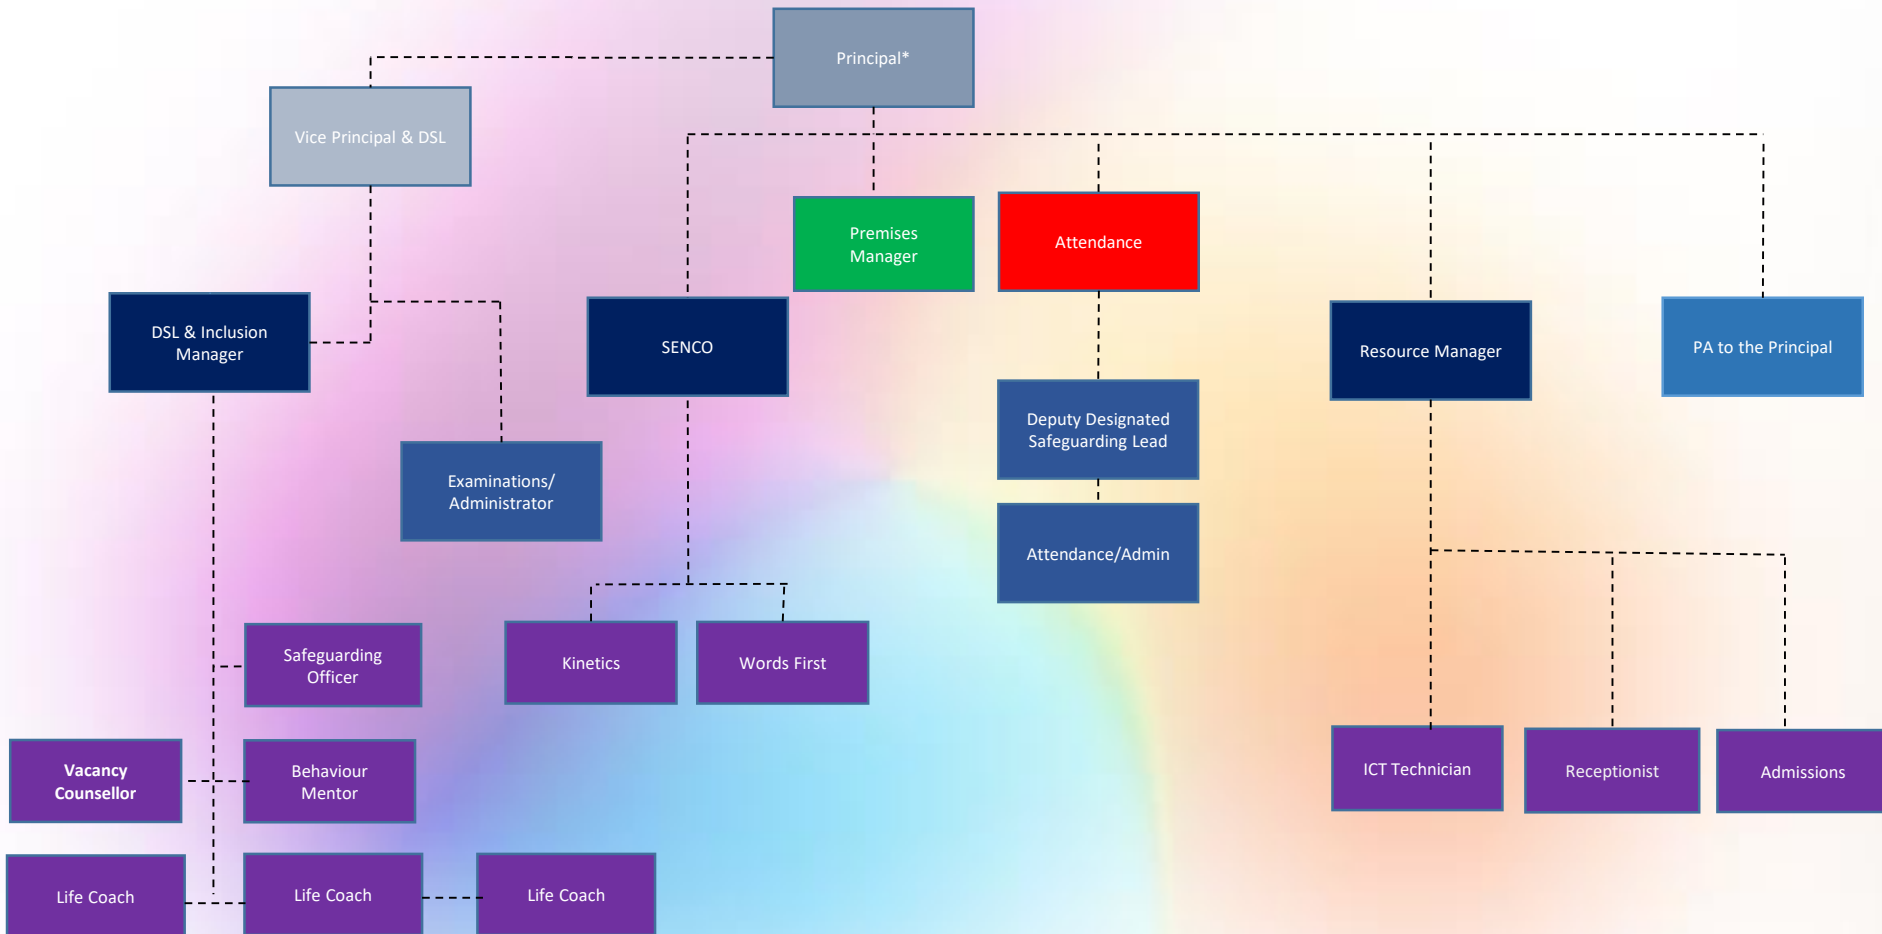 Principal*
Vice Principal & DSL
Premises
Manager
Attendance
DSL & Inclusion
Manager
SENCO
Resource Manager
PA to the Principal
Deputy Designated
Safeguarding Lead
Examinations/
Administrator
Attendance/Admin
Safeguarding
Officer
Kinetics
Words First
Vacancy
Counsellor
Behaviour
Mentor
ICT Technician
Receptionist
Admissions
Life Coach
Life Coach
Life Coach